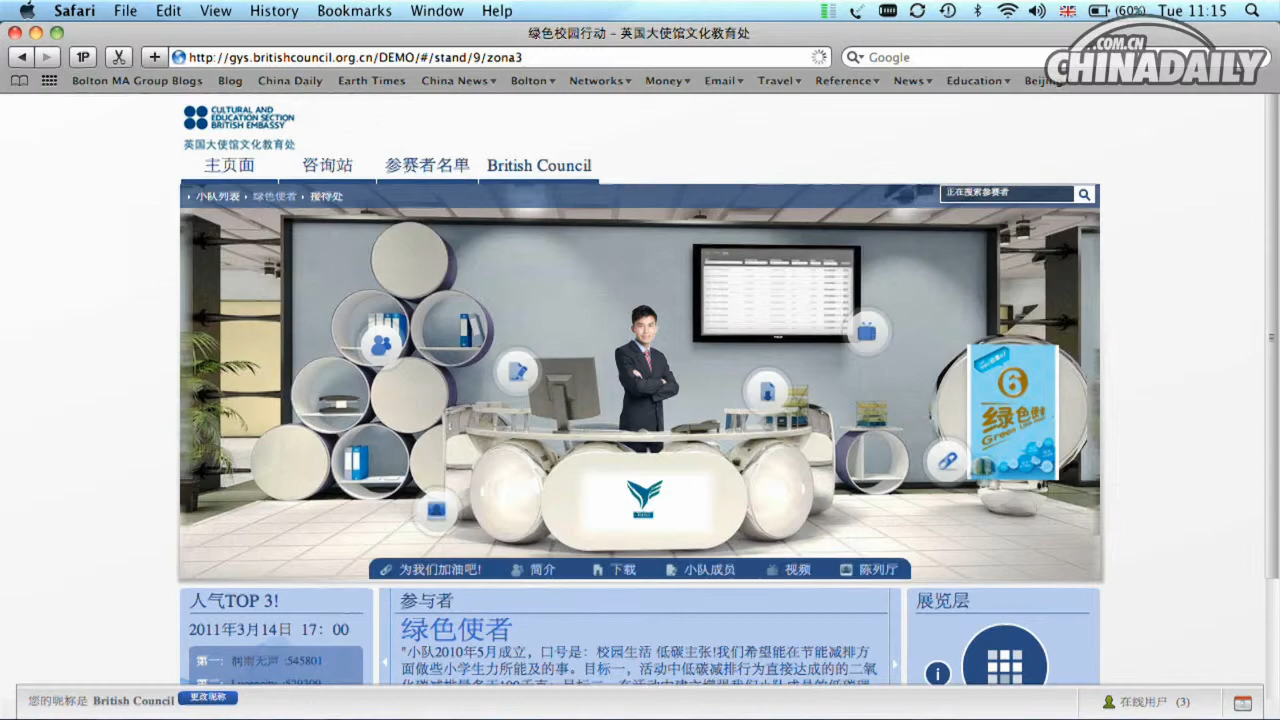 Safari File Edit View History Bookmarks Window Help (60%) Tue 11:15
绿色校园行动 - 英国大使馆文化教育处
.COM.CN
CHINADAILY
1P http://gys.britishcouncil.org.cn/DEMO/#/stand/9/zona3 Google
Bolton MA Group Blogs Blog China Daily Earth Times China News Bolton Networks Money Email Travel Reference News Education
CULTURAL AND
EDUCATION SECTION
BRITISH EMBASSY
英国大使馆文化教育处
主页面 咨询站 参赛者名单 British Council
小队列表 绿色使者 接待处 正在搜索参赛者
6
绿色使者
为我们加油吧! 简介 下载 小队成员 视频 陈列厅
人气TOP 3! 参与者 展览层
2011年3月14日 17：00 绿色使者
"小队2010年5月成立，口号是：校园生活 低碳主张!我们希望能在节能减排方
第一: 润雨无声 :545801 面做些小学生力所能及的事。目标一，活动中低碳减排行为直接达成的的二氧
您的昵称是 British Council 更改昵称 在线用户 (3)